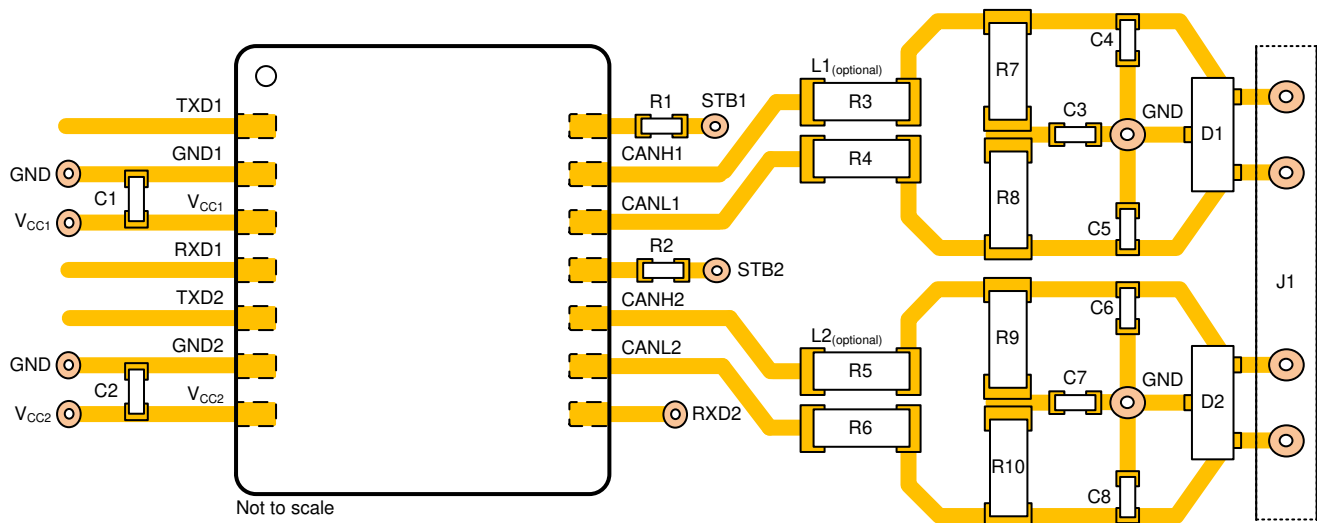 TXD1
GND1
GND
C1
VCC1
VCC1
RXD1
TXD2
GND2
GND
C2
VCC2
VCC2
Not to scale
R1
STB1
CANH1
CANL1
R2
STB2
CANH2
CANL2
RXD2
L1(optional)
R3
R4
R7
R8
C3
C4
C5
GND
D1
L2(optional)
R5
R6
R9
R10
C6
C7
C8
GND
D2
J1